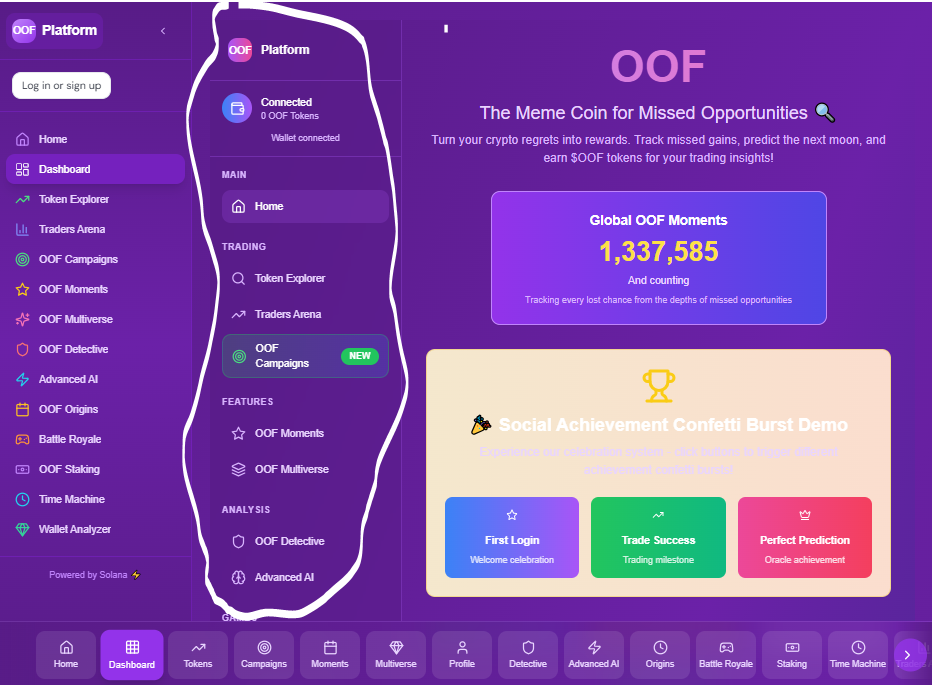 OOF Platform
Log in or sign up
Home
Dashboard
Token Explorer
Traders Arena
OOF Campaigns
OOF Moments
OOF Multiverse
OOF Detective
Advanced AI
OOF Origins
Battle Royale
OOF Staking
Time Machine
Wallet Analyzer
Powered by Solana ⚡
OOF Platform
Connected
0 OOF Tokens
Wallet connected
MAIN
Home
TRADING
Token Explorer
Traders Arena
OOF
Campaigns
NEW
FEATURES
OOF Moments
OOF Multiverse
ANALYSIS
OOF Detective
Advanced AI
OOF
The Meme Coin for Missed Opportunities 🔍
Turn your crypto regrets into rewards. Track missed gains, predict the next moon, and
earn $OOF tokens for your trading insights!
Global OOF Moments
1,337,585
And counting
Tracking every lost chance from the depths of missed opportunities
🎉 Social Achievement Confetti Burst Demo
Experience our celebration system - click buttons to trigger different
achievement confetti bursts!
First Login
Welcome celebration
Trade Success
Trading milestone
Perfect Prediction
Oracle achievement
Home
Dashboard
Tokens
Campaigns
Moments
Multiverse
Profile
Detective
Advanced AI
Origins
Battle Royale
Staking
Time Machine